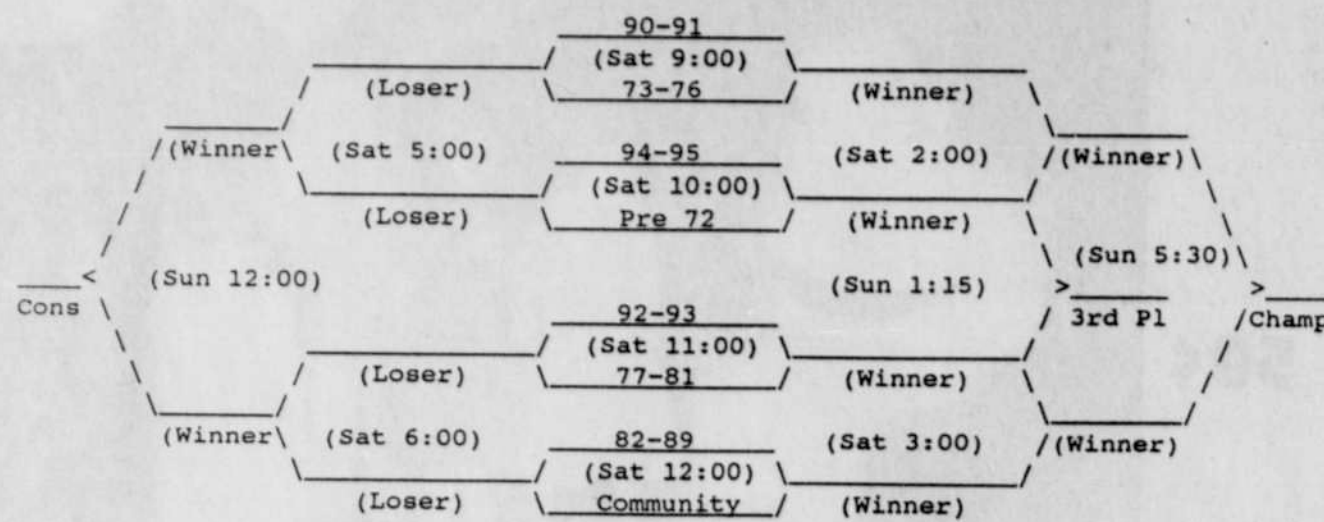 90-91
(Sat 9:00)
(Loser) 73-76 (Winner)
(Winner (Sat 5:00) 94-95 (Sat 2:00) (Winner)
(Sat 10:00)
(Loser) Pre 72 (Winner)
(Sun 5:30)
(Sun 12:00) (Sun 1:15)
Cons 92-93 3rd Pl Champ
(Sat 11:00)
(Loser) 77-81 (Winner)
(Winner (Sat 6:00) 82-89 (Sat 3:00) (Winner)
(Sat 12:00)
(Loser) Community (Winner)